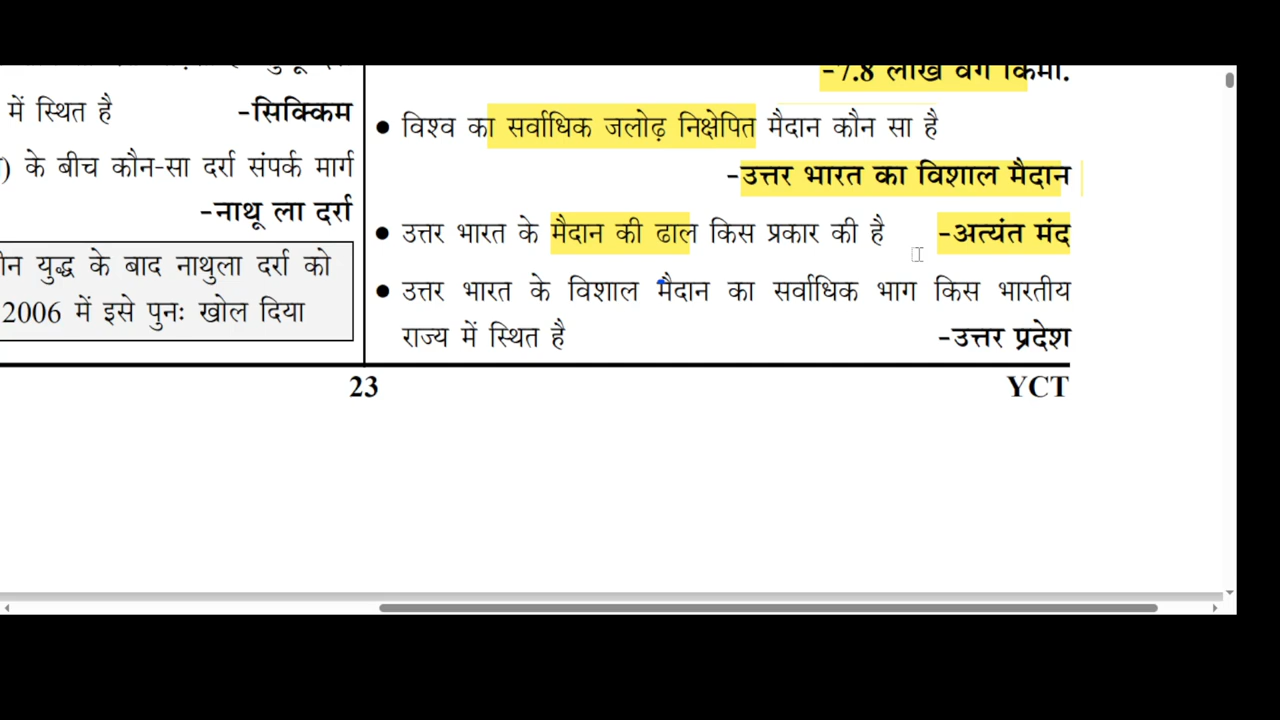 में स्थित है -सिक्किम
) के बीच कौन-सा दर्रा संपर्क मार्ग
-नाथू ला दर्रा
युद्ध के बाद नाथुला दर्रा को
2006 में इसे पुनः खोल दिया
-7.8 लाख वर्ग किमी.
● विश्व का सर्वाधिक जलोढ़ निक्षेपित मैदान कौन सा है
-उत्तर भारत का विशाल मैदान
● उत्तर भारत के मैदान की ढाल किस प्रकार की है -अत्यंत मंद
● उत्तर भारत के विशाल मैदान का सर्वाधिक भाग किस भारतीय
राज्य में स्थित है -उत्तर प्रदेश
23 YCT